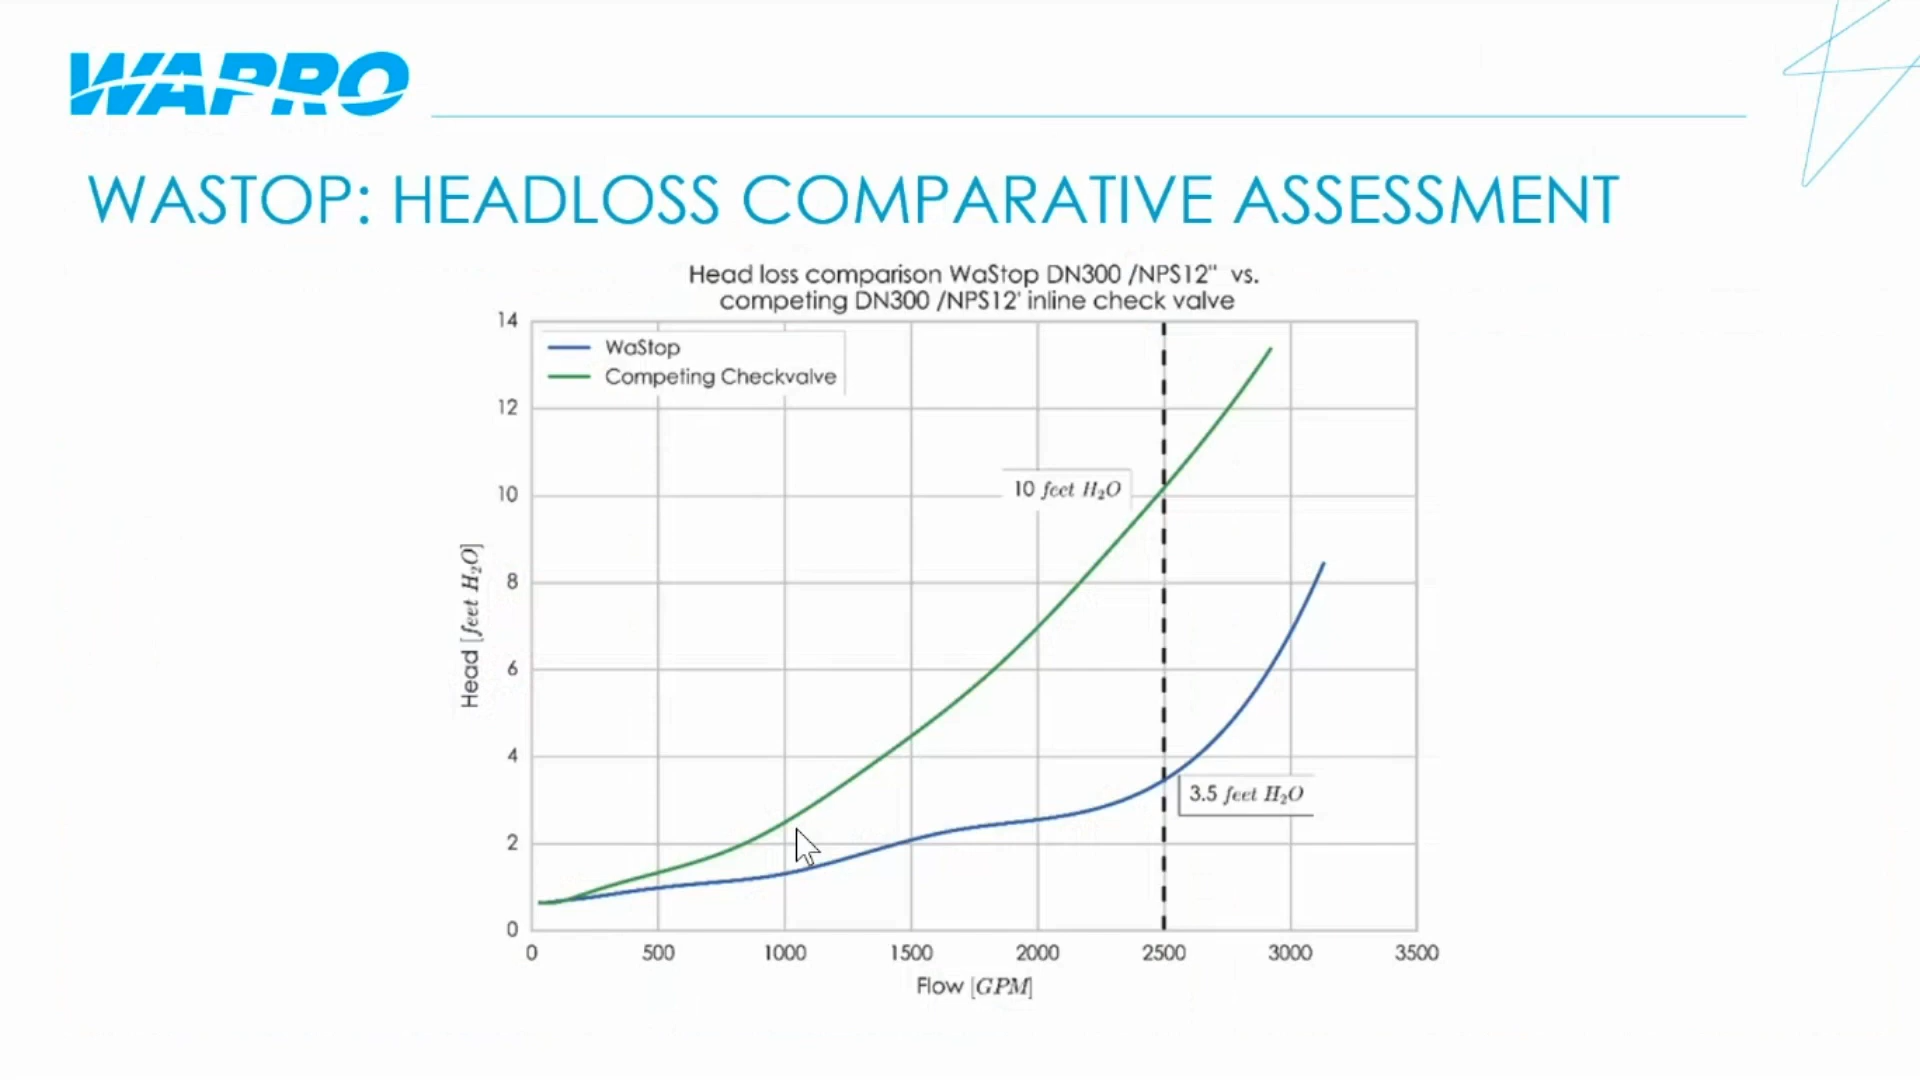 WAPRO
WASTOP: HEADLOSS COMPARATIVE ASSESSMENT
Head loss comparison WaStop DN300 /NPS12" vs.
competing DN300 /NPS12' inline check valve
WaStop
Competing Checkvalve
14
12
10
8
6
4
2
0
10 feet H₂O
3.5 feet H₂O
Head [feet H₂O]
0 500 1000 1500 2000 2500 3000 3500
Flow [GPM]